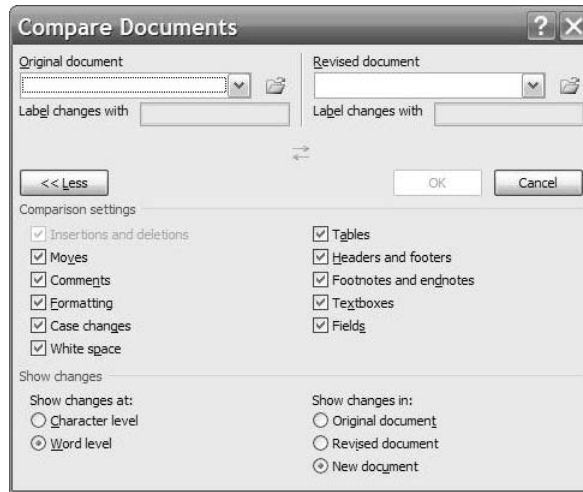 Compare Documents ? X
Original document Revised document
Label changes with Label changes with
<< Less OK Cancel
Comparison settings
Insertions and deletions Tables
Moves Headers and footers
Comments Footnotes and endnotes
Formatting Textboxes
Case changes Fields
White space
Show changes
Show changes at: Show changes in:
Character level Original document
Word level Revised document
New document